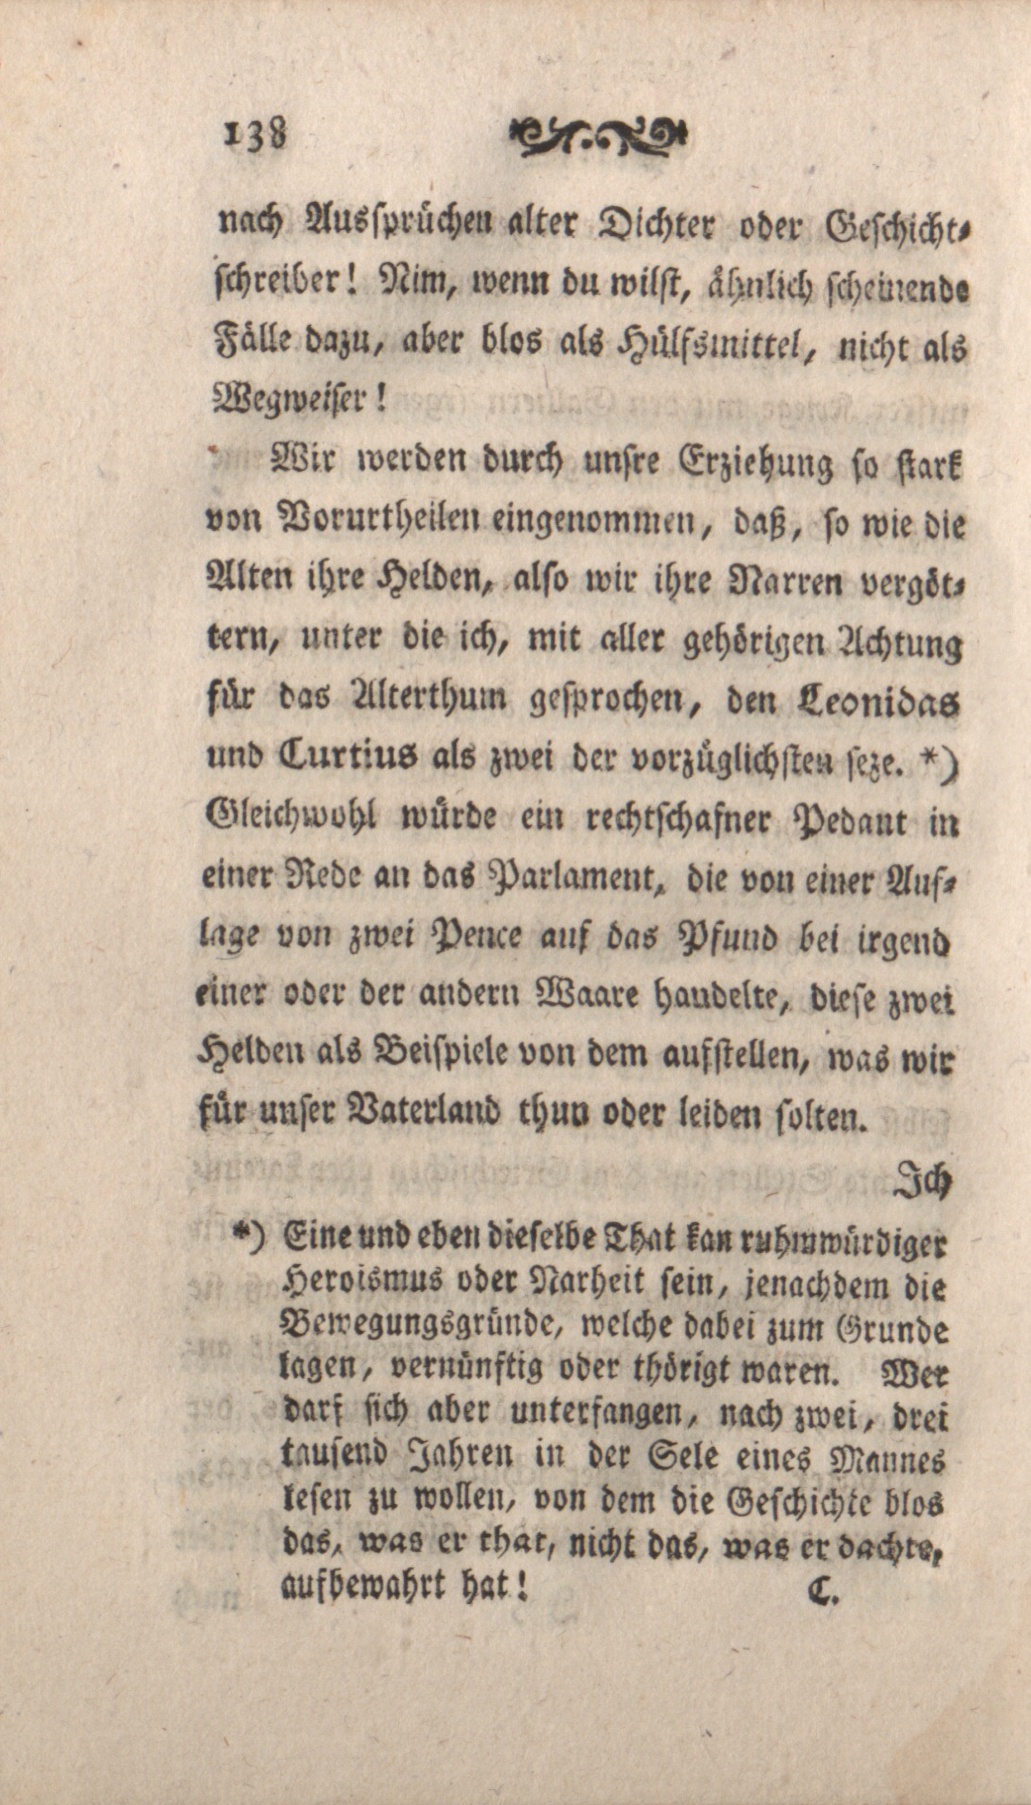 138
nach Aussprüchen alter Dichter oder Geschicht-
schreiber! Nim, wenn du wilst, ähnlich scheinende
Fälle dazu, aber blos als Hülfsmittel, nicht als
Wegweiser!
Wir werden durch unsre Erziehung so stark
von Vorurtheilen eingenommen, daß, so wie die
Alten ihre Helden, also wir ihre Narren vergöt-
tern, unter die ich, mit aller gehörigen Achtung
für das Alterthum gesprochen, den Leonidas
und Curtius als zwei der vorzüglichsten seze. *)
Gleichwohl würde ein rechtschafner Pedant in
einer Rede an das Parlament, die von einer Auf-
lage von zwei Pence auf das Pfund bei irgend
einer oder der andern Waare handelte, diese zwei
Helden als Beispiele von dem aufstellen, was wir
für unser Vaterland thun oder leiden solten.
Ich
*) Eine und eben dieselbe That kan ruhmwürdiger
Heroismus oder Narheit sein, jenachdem die
Bewegungsgründe, welche dabei zum Grunde
lagen, vernünftig oder thörigt waren. Wer
darf sich aber unterfangen, nach zwei, drei
tausend Jahren in der Sele eines Mannes
lesen zu wollen, von dem die Geschichte blos
das, was er that, nicht das, was er dachte,
aufbewahrt hat! C.